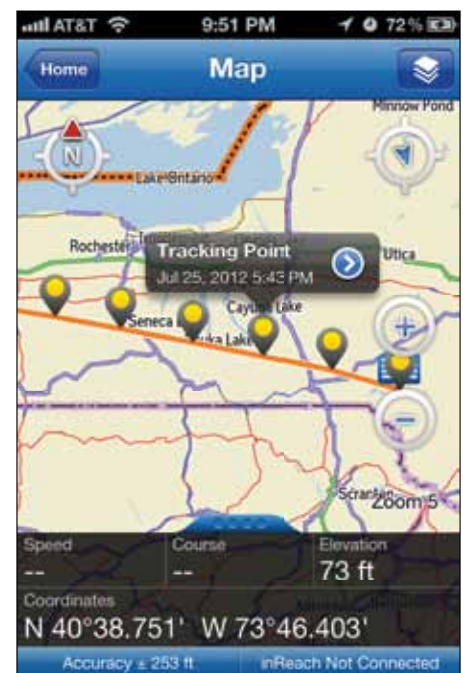 AT&T 9:51 PM 72%
Home Map
Minnow Pond
N
Lake Ontario
Rochester
Tracking Point
Utica
Jul 25, 2012 5:43 PM
Cayuga Lake
Seneca
Lake
+
−
Scranton
Zoom 5
Speed Course Elevation
-- -- 73 ft
Coordinates
N 40°38.751' W 73°46.403'
Accuracy ± 253 ft inReach Not Connected